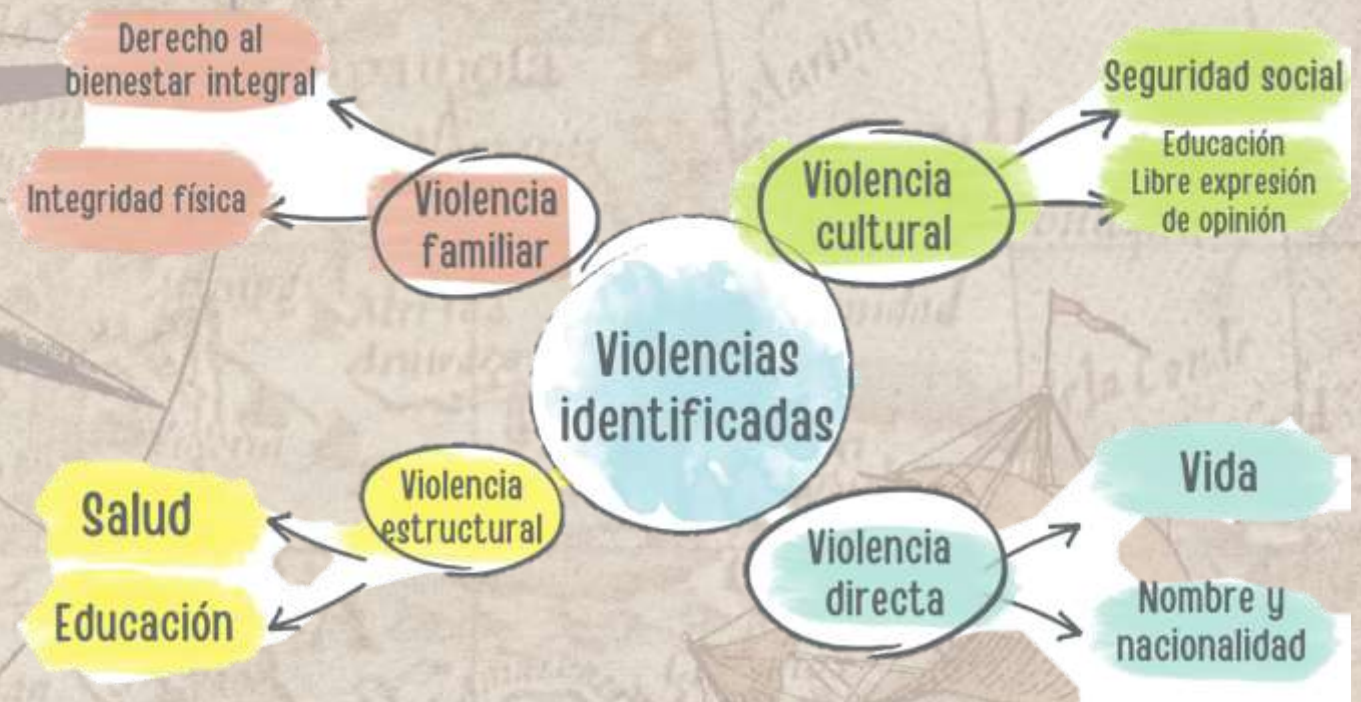 Derecho al
bienestar integral
Integridad física
Violencia
familiar
Violencia
cultural
Seguridad social
Educación
Libre expresión
de opinión
Violencias
identificadas
Salud
Educación
Violencia
estructural
Violencia
directa
Vida
Nombre y
nacionalidad